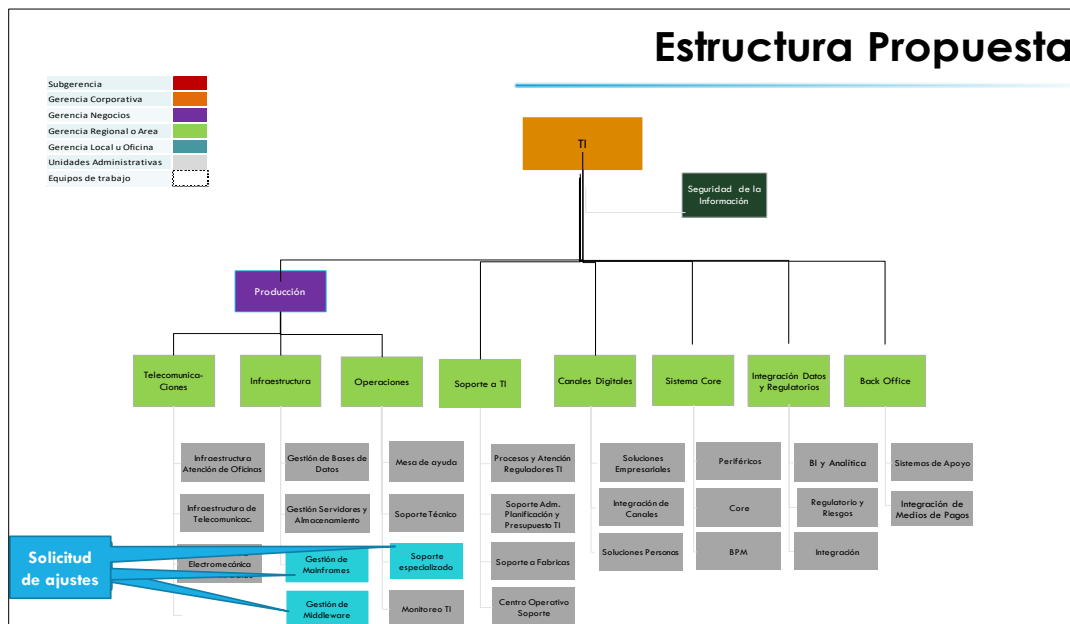 Estructura Propuesta
Subgerencia
Gerencia Corporativa
Gerencia Negocios
Gerencia Regional o Area
Gerencia Local u Oficina
Unidades Administrativas
Equipos de trabajo
TI
Seguridad de la
Información
Producción
Telecomunica-
Ciones
Infraestructura
Operaciones
Soporte a TI
Canales Digitales
Sistema Core
Integración Datos
y Regulatorios
Back Office
Infraestructura
Atención de Oficinas
Infraestructura de
Telecomunicac.
Electromecánica
Gestión de Bases de
Datos
Gestión Servidores y
Almacenamiento
Gestión de
Mainframes
Gestión de
Middleware
Mesa de ayuda
Soporte Técnico
Soporte
especializado
Monitoreo TI
Procesos y Atención
Reguladores TI
Soporte Adm.
Planificación y
Presupuesto TI
Soporte a Fabricas
Centro Operativo
Soporte
Soluciones
Empresariales
Integración de
Canales
Soluciones Personas
Periféricos
Core
BPM
BI y Analítica
Regulatorio y
Riesgos
Integración
Sistemas de Apoyo
Integración de
Medios de Pagos
Solicitud
de ajustes